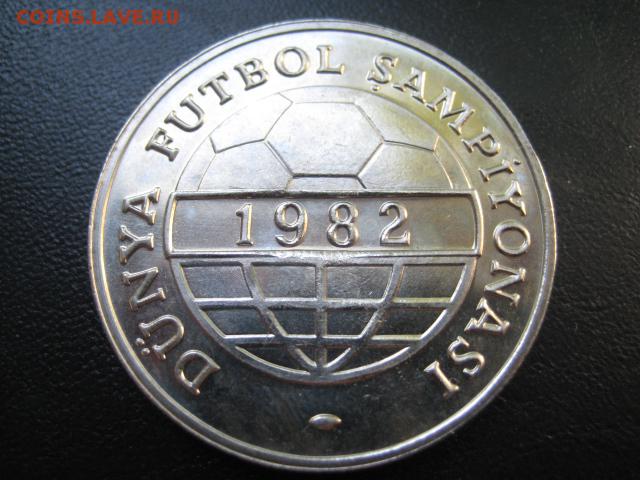 COINS.LAVE.RU
DÜNYA FUTBOL ŞAMPİYONASI
1982